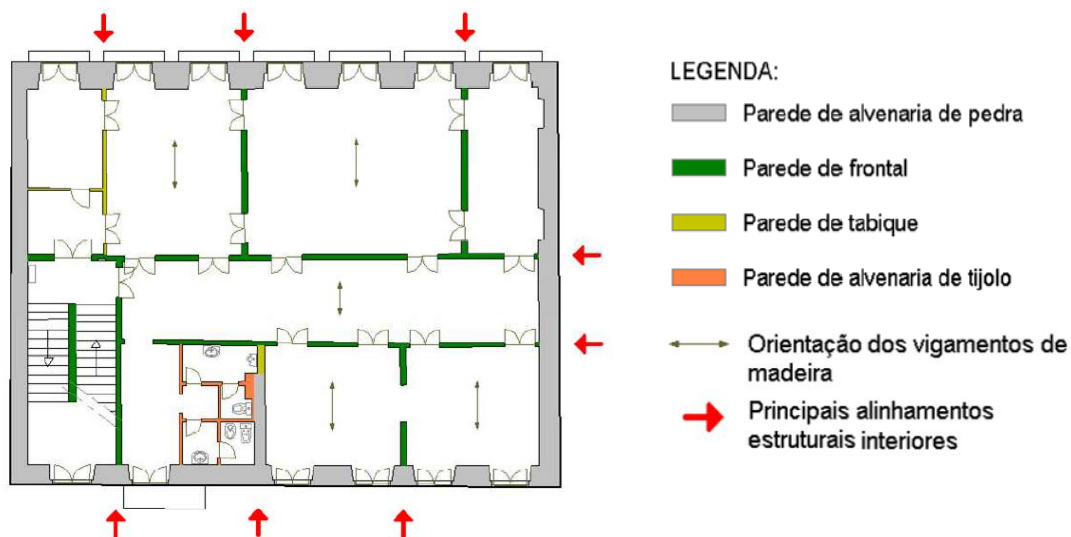 LEGENDA:
Parede de alvenaria de pedra
Parede de frontal
Parede de tabique
Parede de alvenaria de tijolo
Orientação dos vigamentos de
madeira
Principais alinhamentos
estruturais interiores